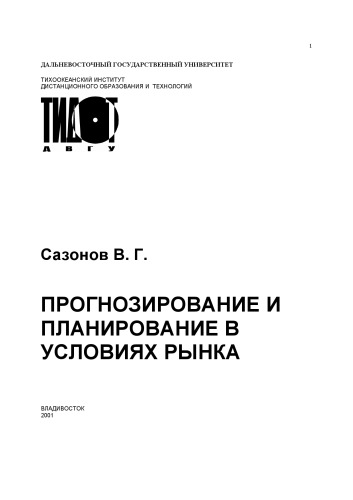 1
ДАЛЬНЕВОСТОЧНЫЙ ГОСУДАРСТВЕННЫЙ УНИВЕРСИТЕТ
ТИХООКЕАНСКИЙ ИНСТИТУТ
ДИСТАНЦИОННОГО ОБРАЗОВАНИЯ И ТЕХНОЛОГИЙ
ТИДОТ
ДВГУ
Сазонов В. Г.
ПРОГНОЗИРОВАНИЕ И
ПЛАНИРОВАНИЕ В
УСЛОВИЯХ РЫНКА
ВЛАДИВОСТОК
2001